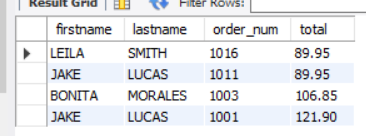 Result Grid Filter Rows:
firstname lastname order_num total
LEILA SMITH 1016 89.95
JAKE LUCAS 1011 89.95
BONITA MORALES 1003 106.85
JAKE LUCAS 1001 121.90